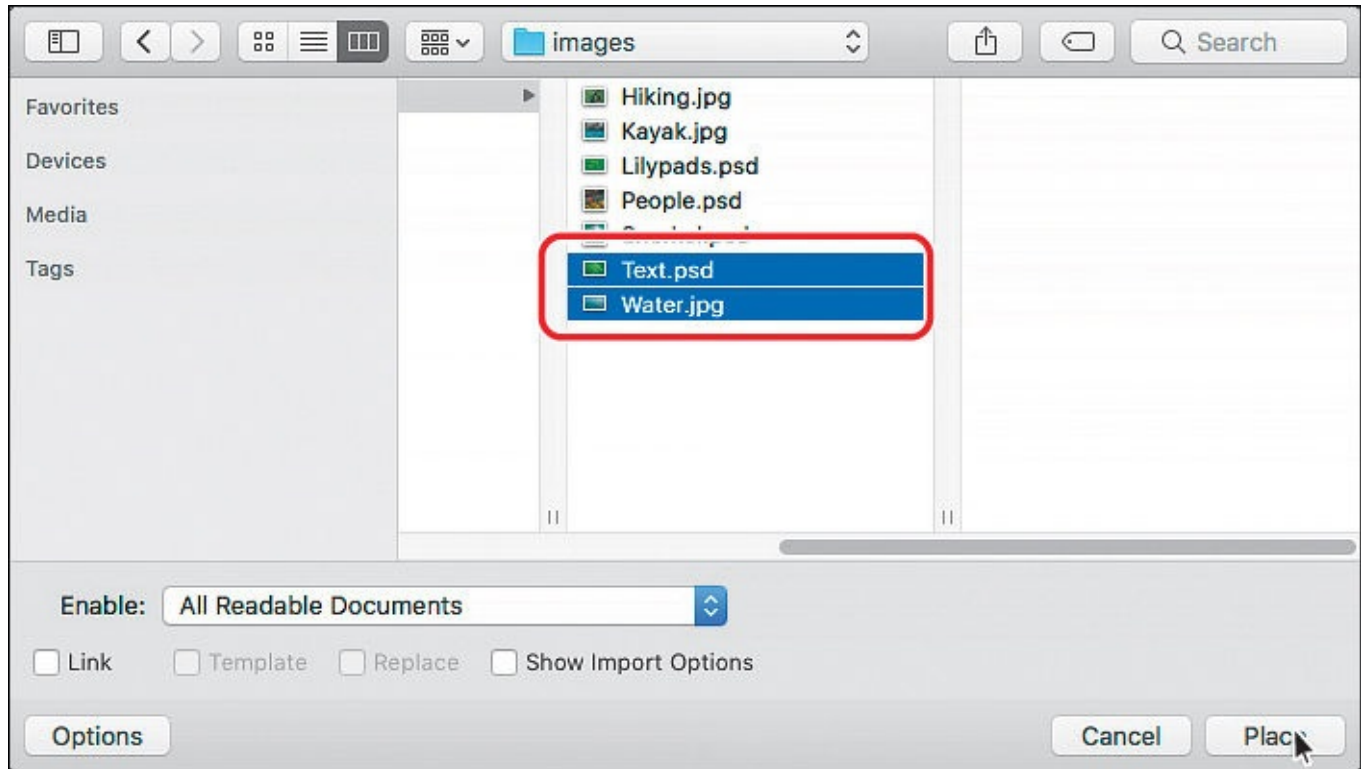 images
Search
Favorites
Devices
Media
Tags
Hiking.jpg
Kayak.jpg
Lilypads.psd
People.psd
Text.psd
Water.jpg
Enable: All Readable Documents
Link Template Replace Show Import Options
Options Cancel Place